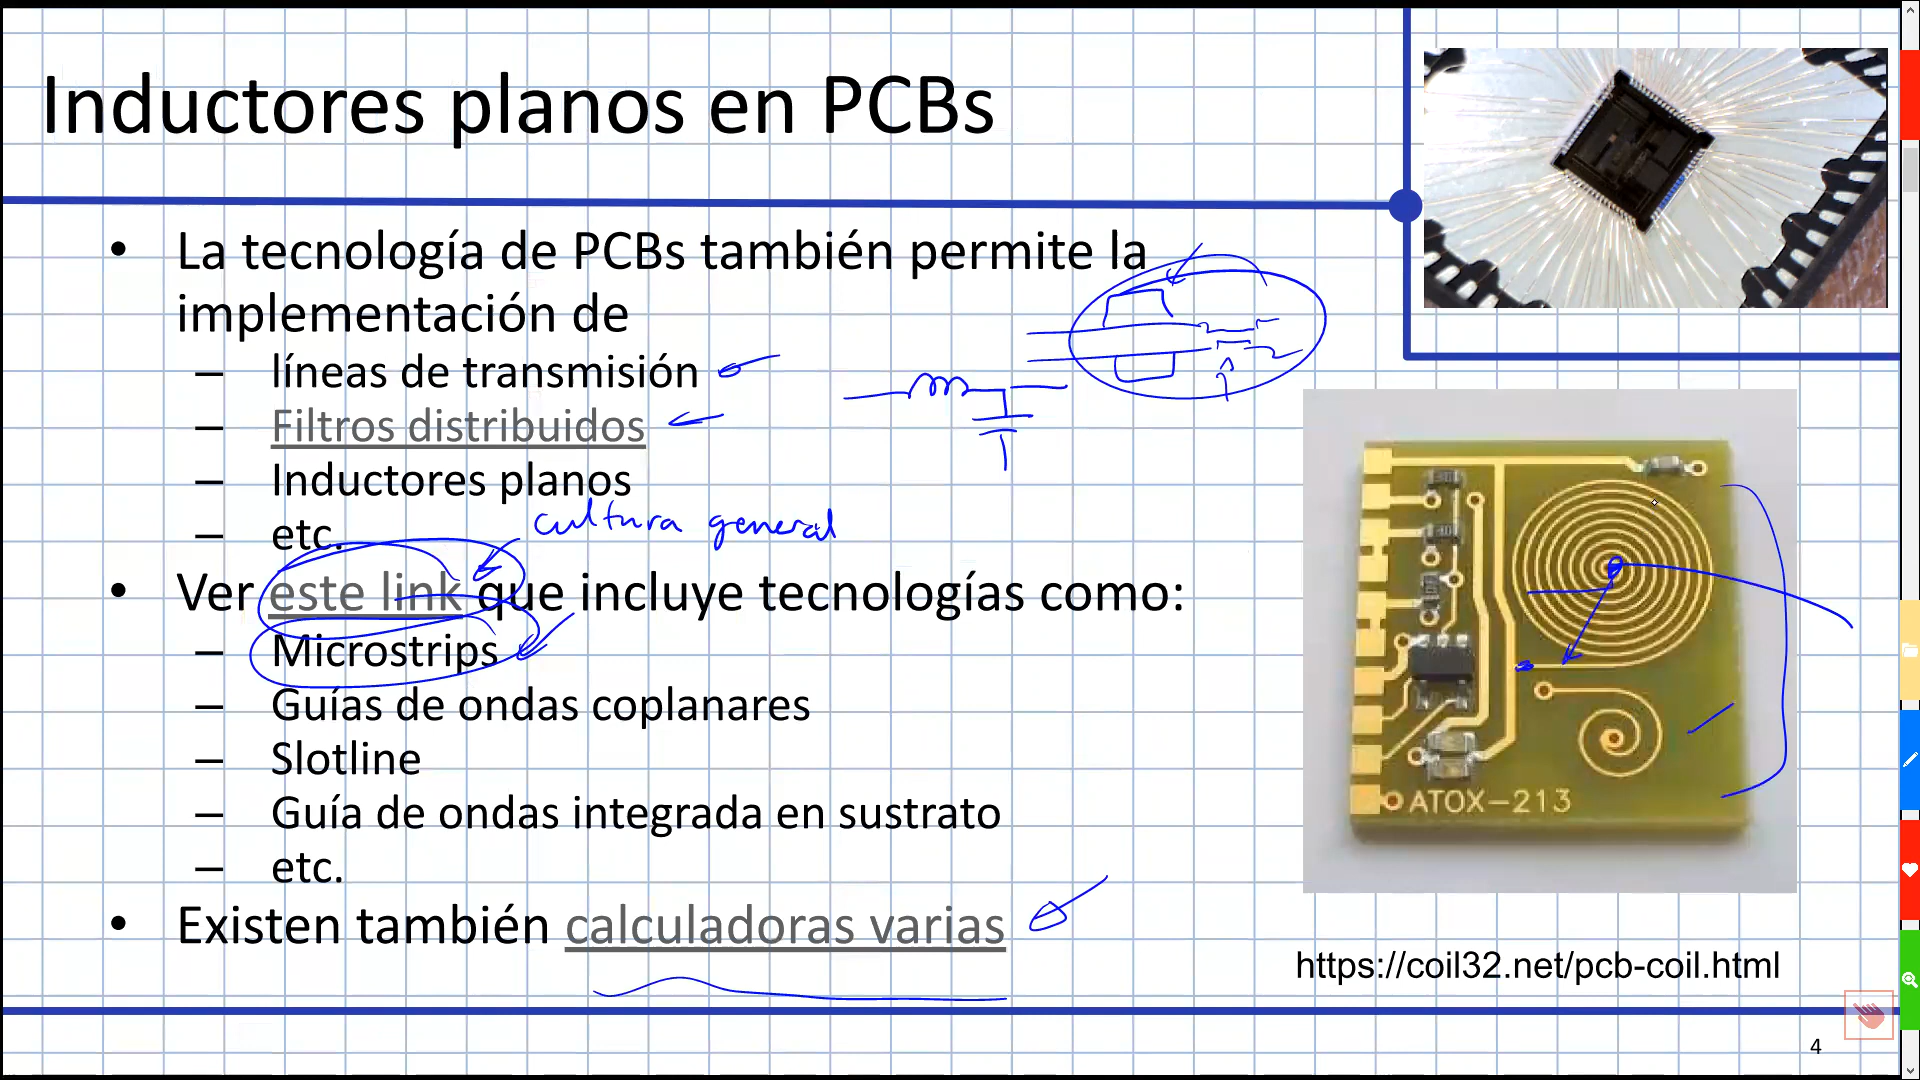 Inductores planos en PCBs
• La tecnología de PCBs también permite la
implementación de
– líneas de transmisión
– Filtros distribuidos
– Inductores planos
– etc.
cultura general
• Ver este link que incluye tecnologías como:
– Microstrips
– Guías de ondas coplanares
– Slotline
– Guía de ondas integrada en sustrato
– etc.
• Existen también calculadoras varias
ATOX-213
https://coil32.net/pcb-coil.html
4